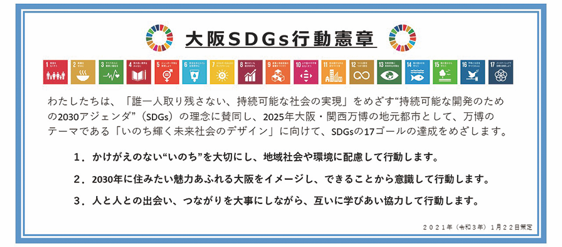 大阪SDGs行動憲章
わたしたちは、「誰一人取り残さない、持続可能な社会の実現」をめざす“持続可能な開発のため
の2030アジェンダ”（SDGs）の理念に賛同し、2025年大阪・関西万博の地元都市として、万博の
テーマである「いのち輝く未来社会のデザイン」に向けて、SDGsの17ゴールの達成をめざします。
１．かけがえのない“いのち”を大切にし、地域社会や環境に配慮して行動します。
２．2030年に住みたい魅力あふれる大阪をイメージし、できることから意識して行動します。
３．人と人との出会い、つながりを大事にしながら、互いに学びあい協力して行動します。
２０２１年（令和３年）１月２２日策定